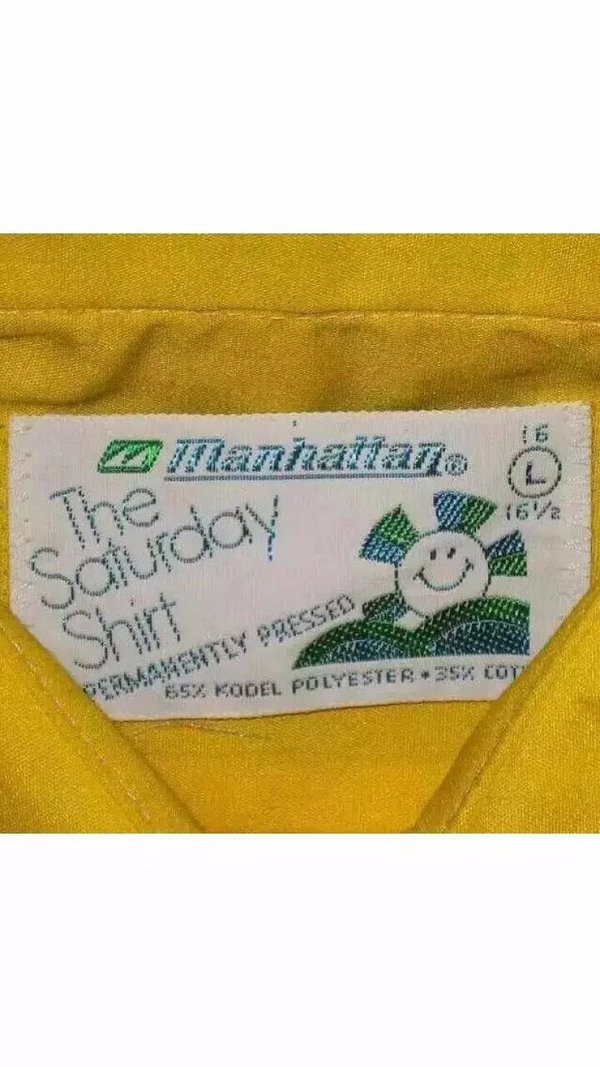 Manhattan®
16
L
16½
The
Saturday
Shirt
PERMANENTLY PRESSED
65% KODEL POLYESTER • 35% COT